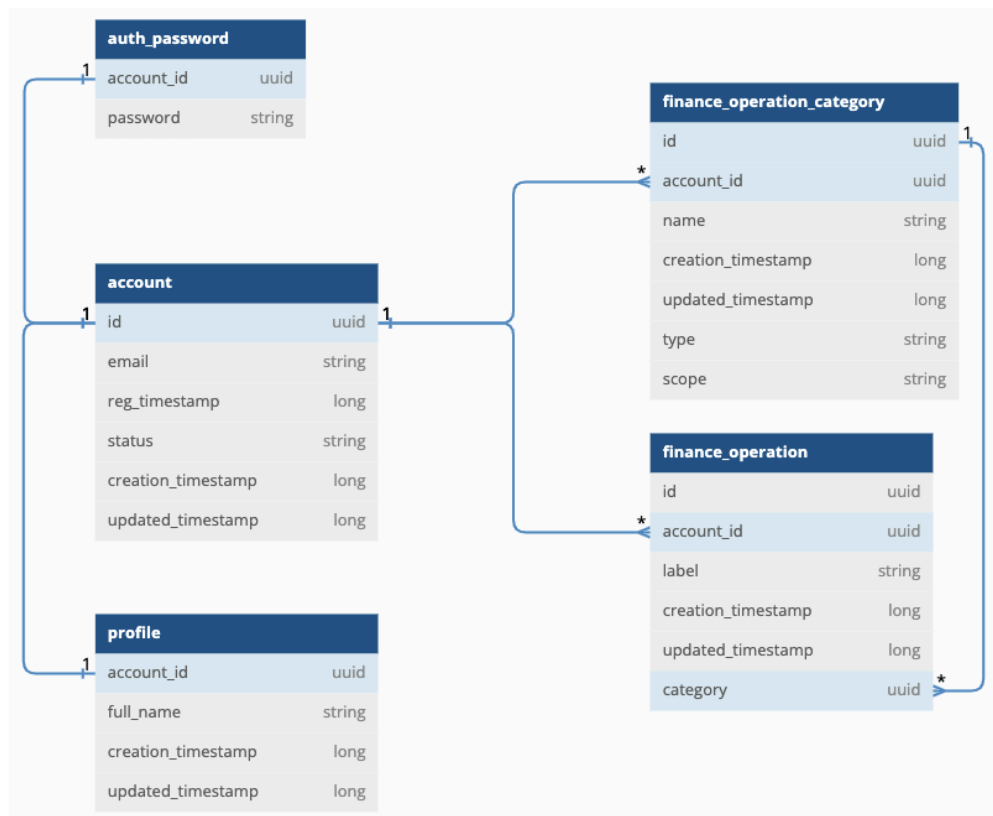 auth_password
1
account_id uuid
password string
account
1 id uuid 1
email string
reg_timestamp long
status string
creation_timestamp long
updated_timestamp long
profile
1
account_id uuid
full_name string
creation_timestamp long
updated_timestamp long
finance_operation_category
id uuid 1
*
account_id uuid
name string
creation_timestamp long
updated_timestamp long
type string
scope string
finance_operation
id uuid
*
account_id uuid
label string
creation_timestamp long
updated_timestamp long
category uuid *